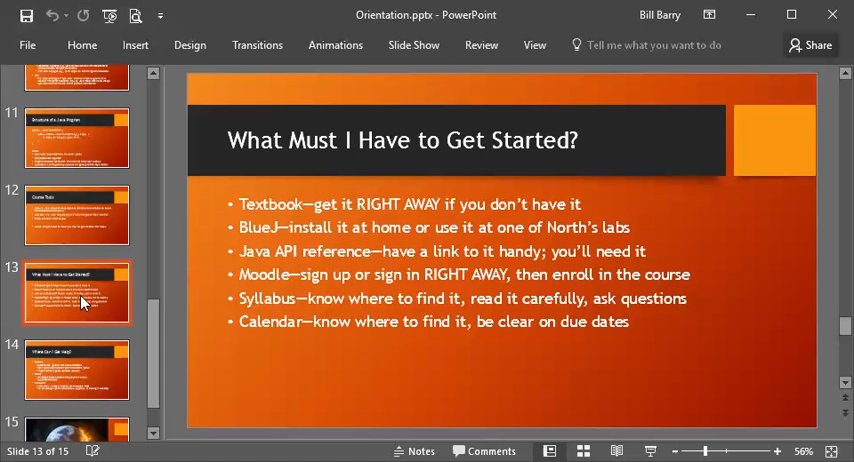 Orientation.pptx - PowerPoint
Bill Barry
File Home Insert Design Transitions Animations Slide Show Review View Tell me what you want to do Share
11
Structure of a Java Program
12
Course Tools
13
What Must I Have to Get Started?
14
Where Can I Get Help?
15
What Must I Have to Get Started?
• Textbook—get it RIGHT AWAY if you don’t have it
• BlueJ—install it at home or use it at one of North’s labs
• Java API reference—have a link to it handy; you’ll need it
• Moodle—sign up or sign in RIGHT AWAY, then enroll in the course
• Syllabus—know where to find it, read it carefully, ask questions
• Calendar—know where to find it, be clear on due dates
Slide 13 of 15 Notes Comments 56%